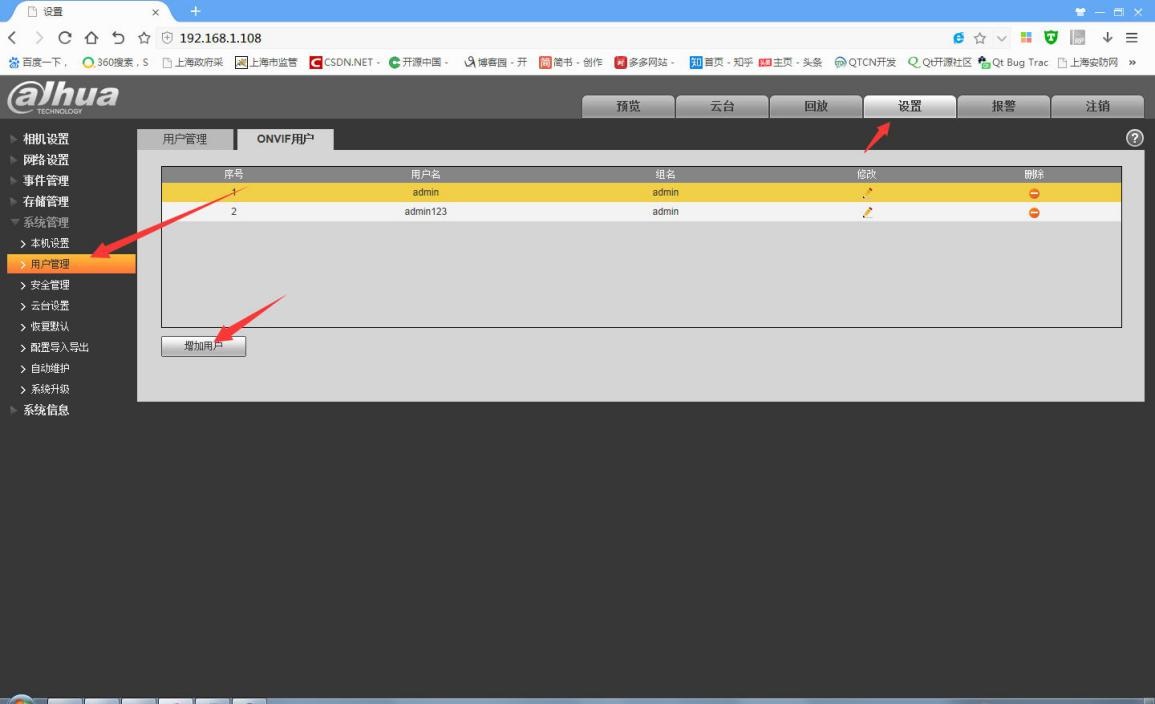 设置
192.168.1.108
百度一下， 360搜索，S 上海政府采 上海市监管 CSDN.NET - 开源中国 - 博客园 - 开 简书 - 创作 多多网站 - 首页 - 知乎 主页 - 头条 QTCN开发 Qt开源社区 Qt Bug Trac 上海安防网 »
alhua
TECHNOLOGY
预览 云台 回放 设置 报警 注销
相机设置
网络设置
事件管理
存储管理
系统管理
本机设置
用户管理
安全管理
云台设置
恢复默认
配置导入导出
自动维护
系统升级
系统信息
用户管理 ONVIF用户
序号 用户名 组名 修改 删除
1 admin admin
2 admin123 admin
增加用户